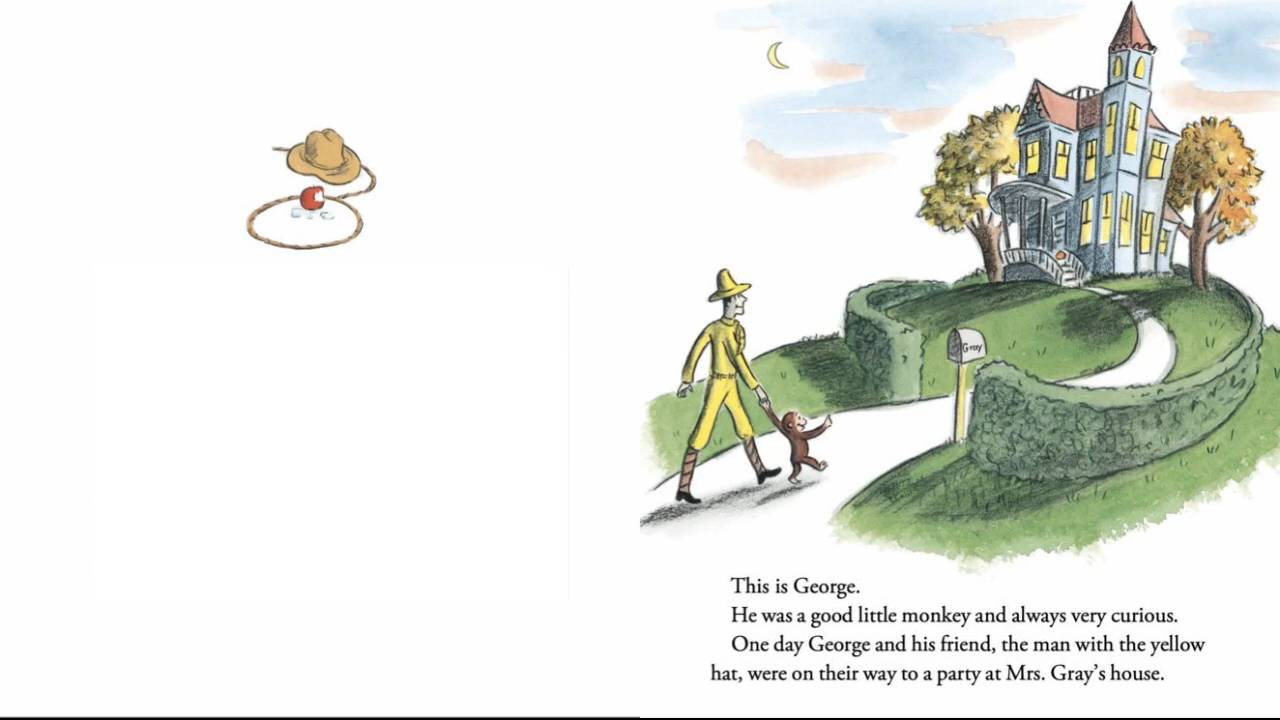 Gray
This is George.
He was a good little monkey and always very curious.
One day George and his friend, the man with the yellow
hat, were on their way to a party at Mrs. Gray's house.